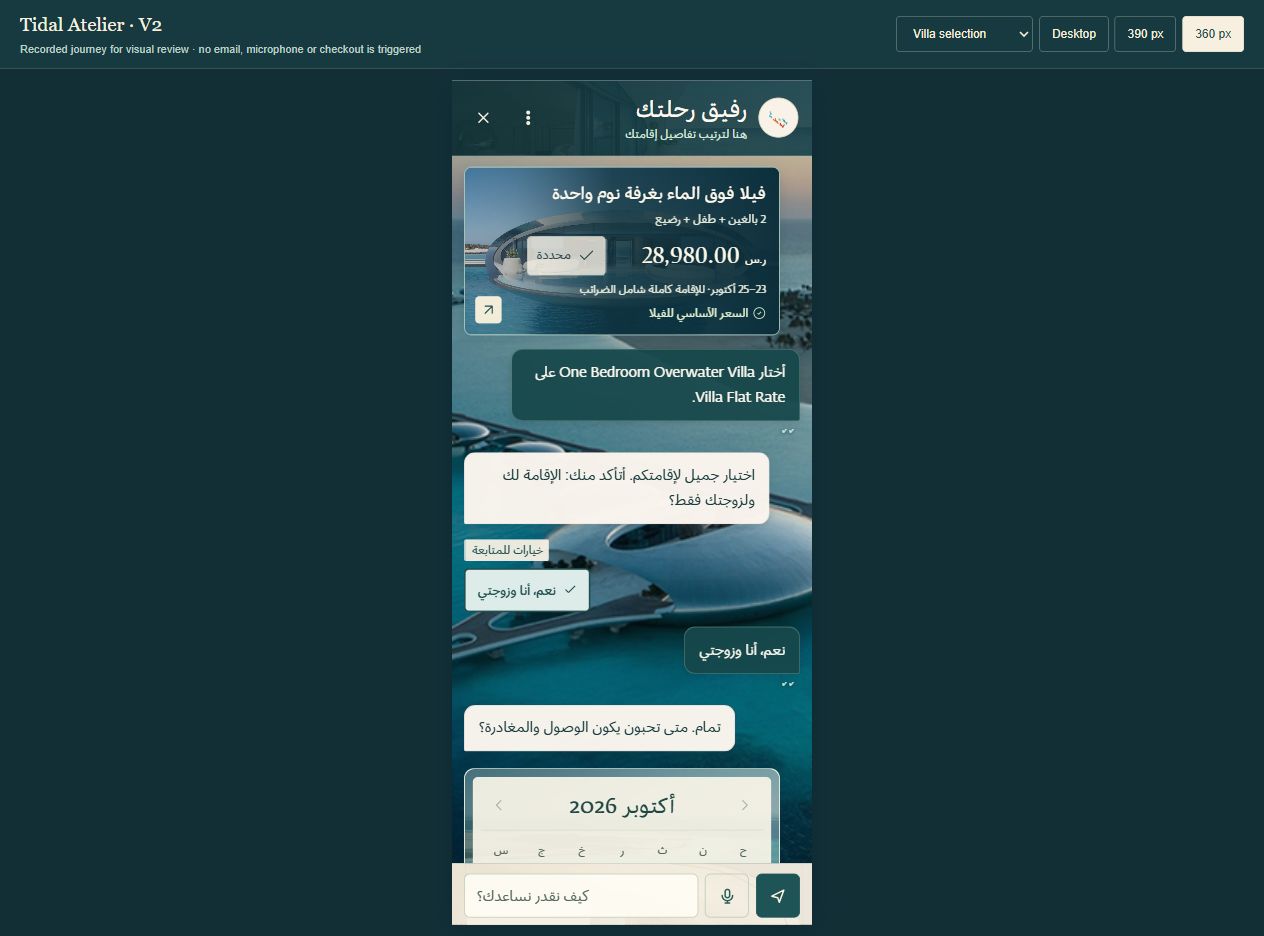 Tidal Atelier · V2
Recorded journey for visual review · no email, microphone or checkout is triggered
Villa selection
Desktop
390 px
360 px
رفيق رحلتك
هنا لترتيب تفاصيل إقامتك
فيلا فوق الماء بغرفة نوم واحدة
2 بالغين + طفل + رضيع
ر.س 28,980.00
محددة
23–25 أكتوبر · للإقامة كاملة شامل الضرائب
السعر الأساسي للفيلا
أختار One Bedroom Overwater Villa على
Villa Flat Rate.
اختيار جميل لإقامتكم. أتأكد منك: الإقامة لك
ولزوجتك فقط؟
خيارات للمتابعة
نعم، أنا وزوجتي
نعم، أنا وزوجتي
تمام. متى تحبون يكون الوصول والمغادرة؟
أكتوبر 2026
ح ن ث ر خ ج س
كيف نقدر نساعدك؟